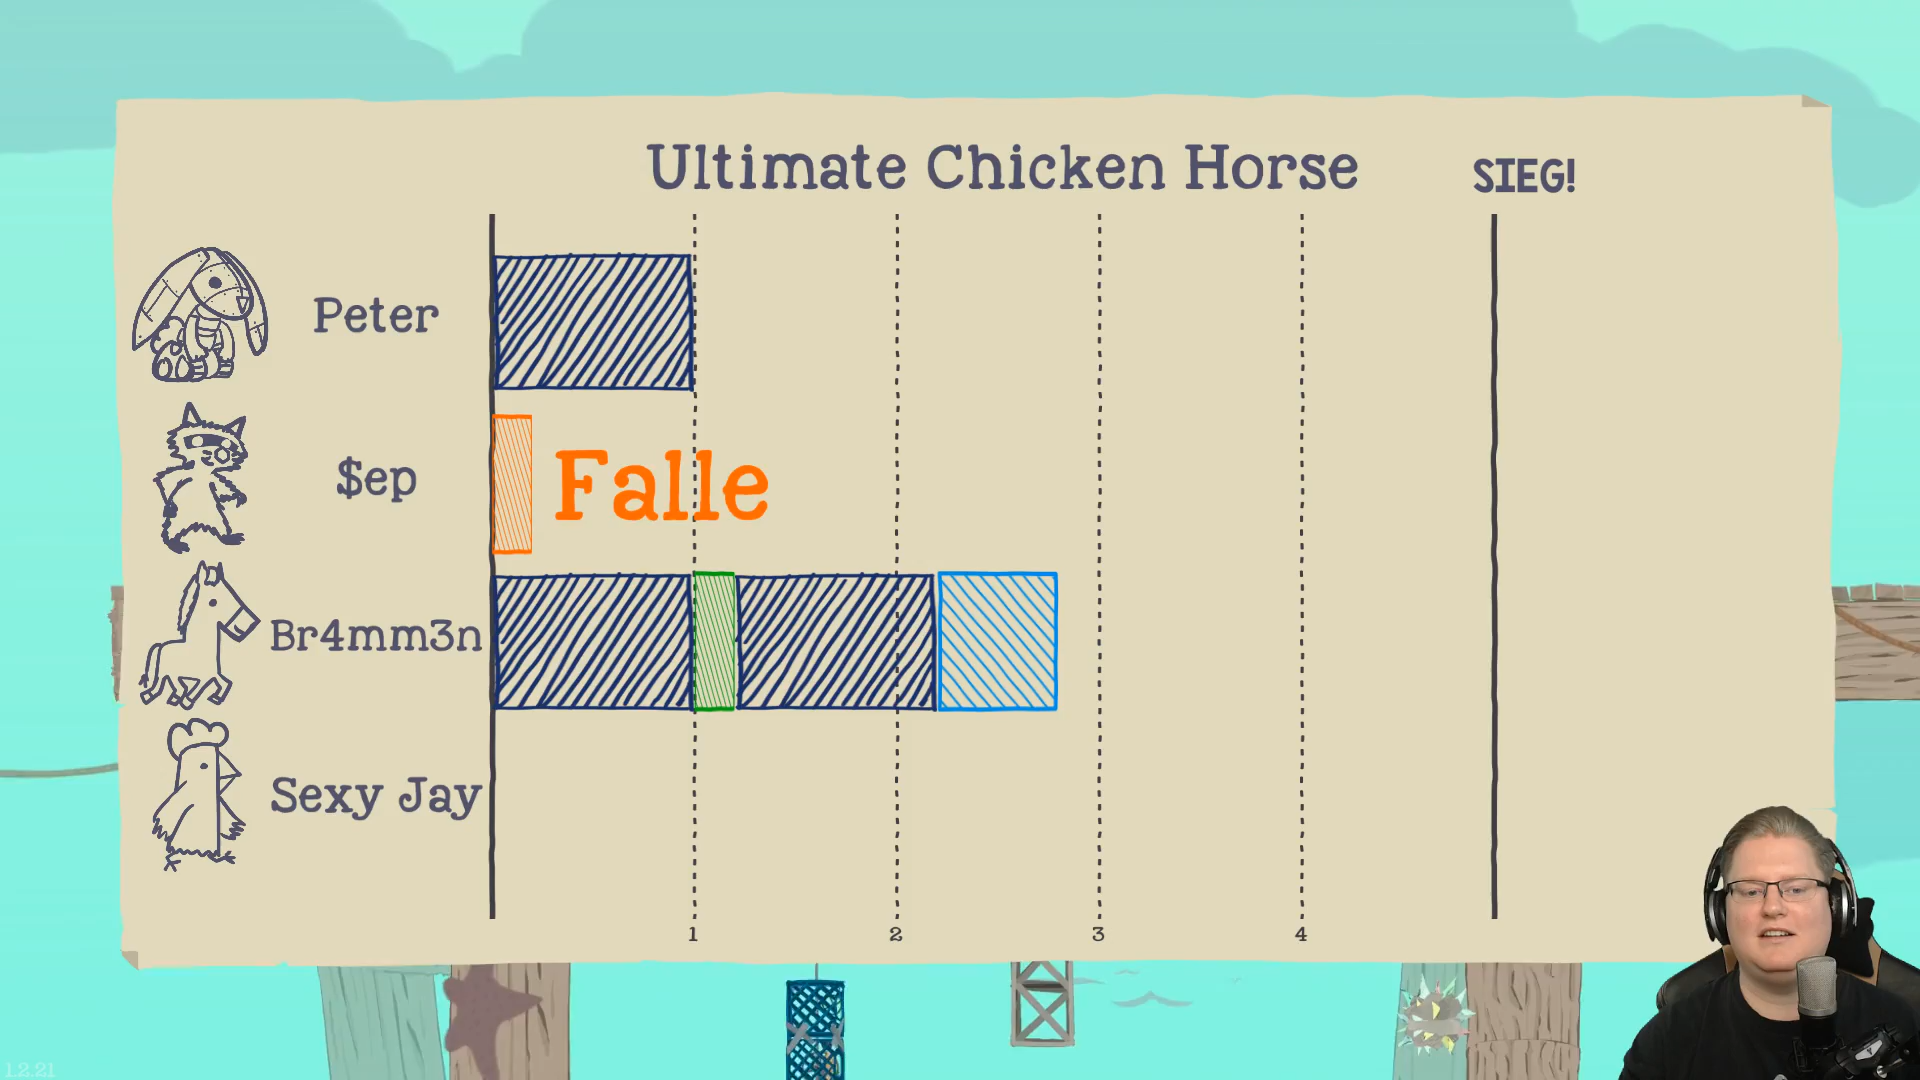 Ultimate Chicken Horse
SIEG!
Peter
$ep
Falle
Br4mm3n
Sexy Jay
1 2 3 4
1.2.21